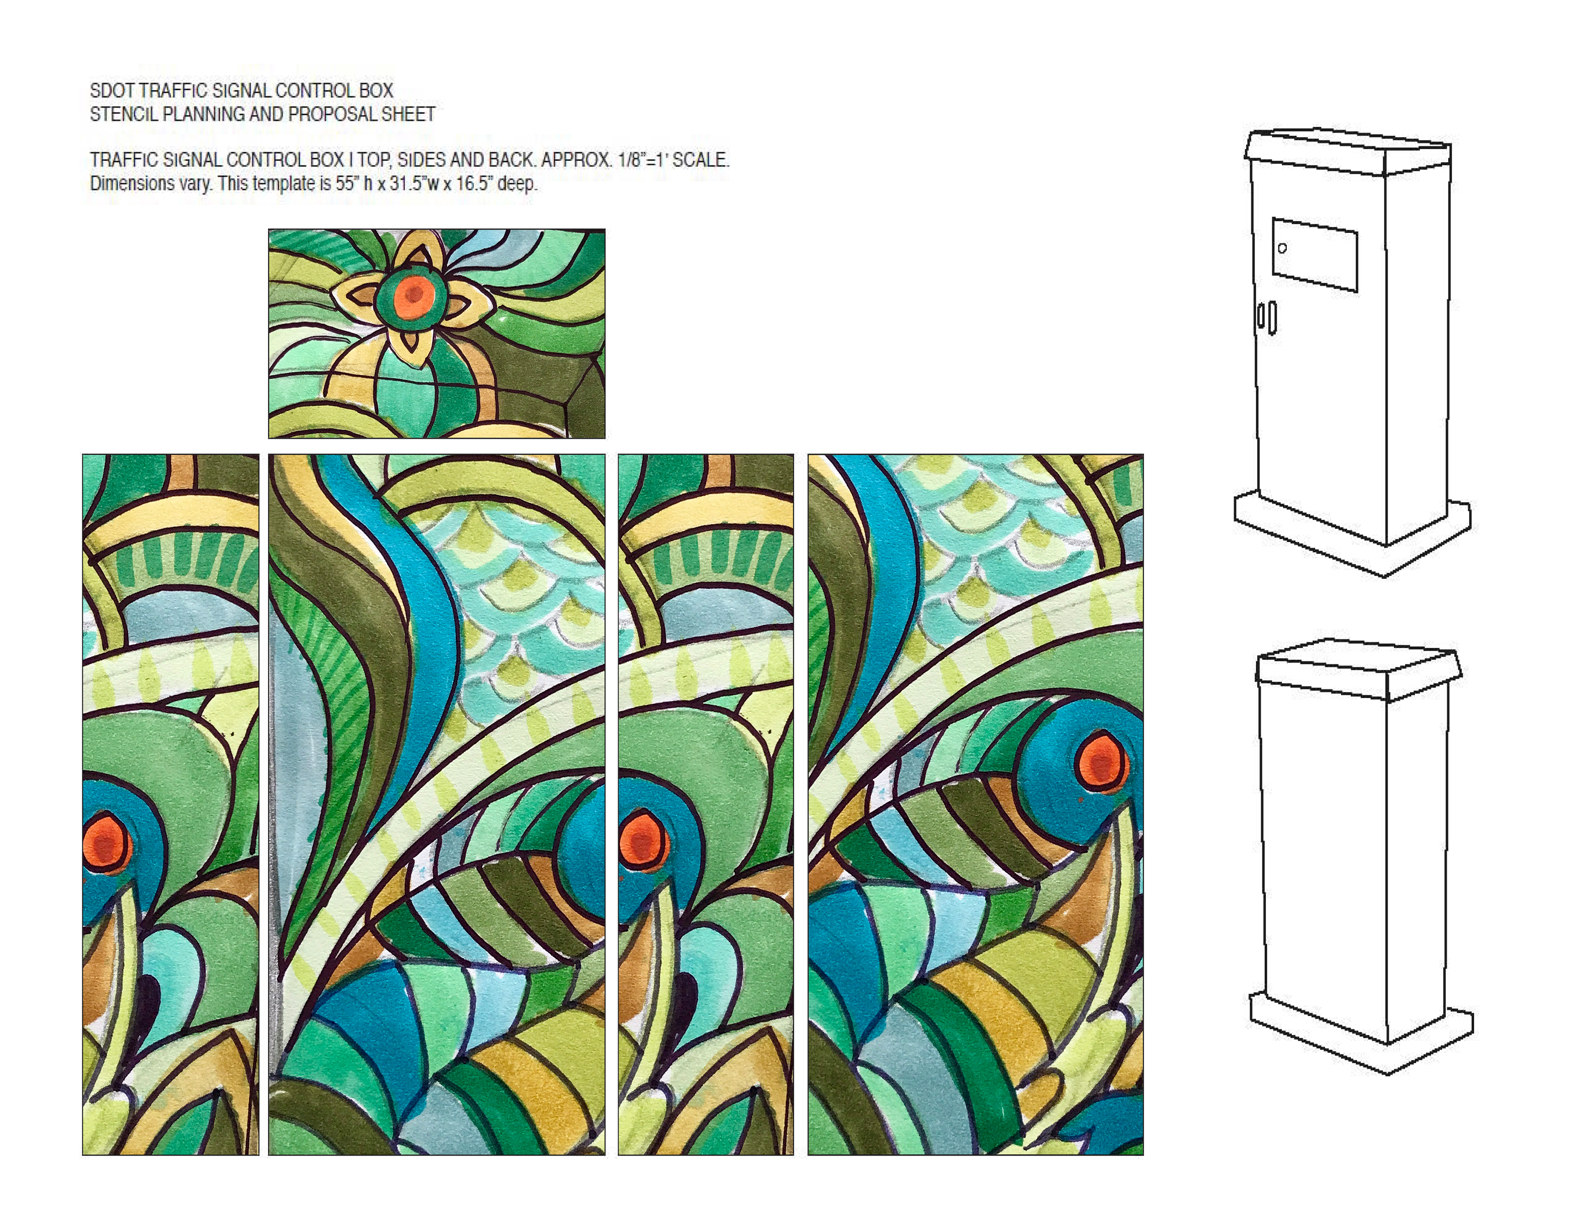 SDOT TRAFFIC SIGNAL CONTROL BOX
STENCIL PLANNING AND PROPOSAL SHEET
TRAFFIC SIGNAL CONTROL BOX I TOP, SIDES AND BACK. APPROX. 1/8"=1' SCALE.
Dimensions vary. This template is 55" h x 31.5"w x 16.5" deep.